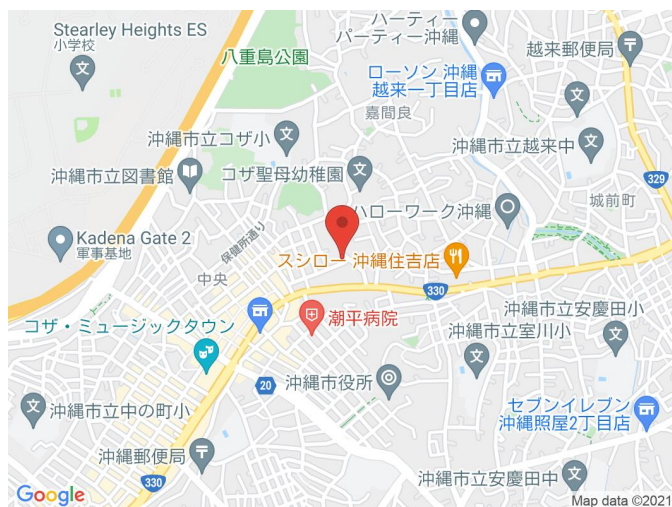 Stearley Heights ES
小学校
八重島公園
パーティー
パーティー沖縄
越来郵便局
ローソン 沖縄
越来一丁目店
嘉間良
沖縄市立コザ小
沖縄市立越来中
沖縄市立図書館
コザ聖母幼稚園
329
城前町
ハローワーク沖縄
保健所通り
Kadena Gate 2
軍事基地
中央
スシロー 沖縄住吉店
330
沖縄市立安慶田小
コザ・ミュージックタウン
潮平病院
沖縄市立室川小
20
沖縄市役所
沖縄市立中の町小
セブンイレブン
沖縄照屋2丁目店
沖縄郵便局
330
沖縄市立安慶田中
Google
Map data ©2021